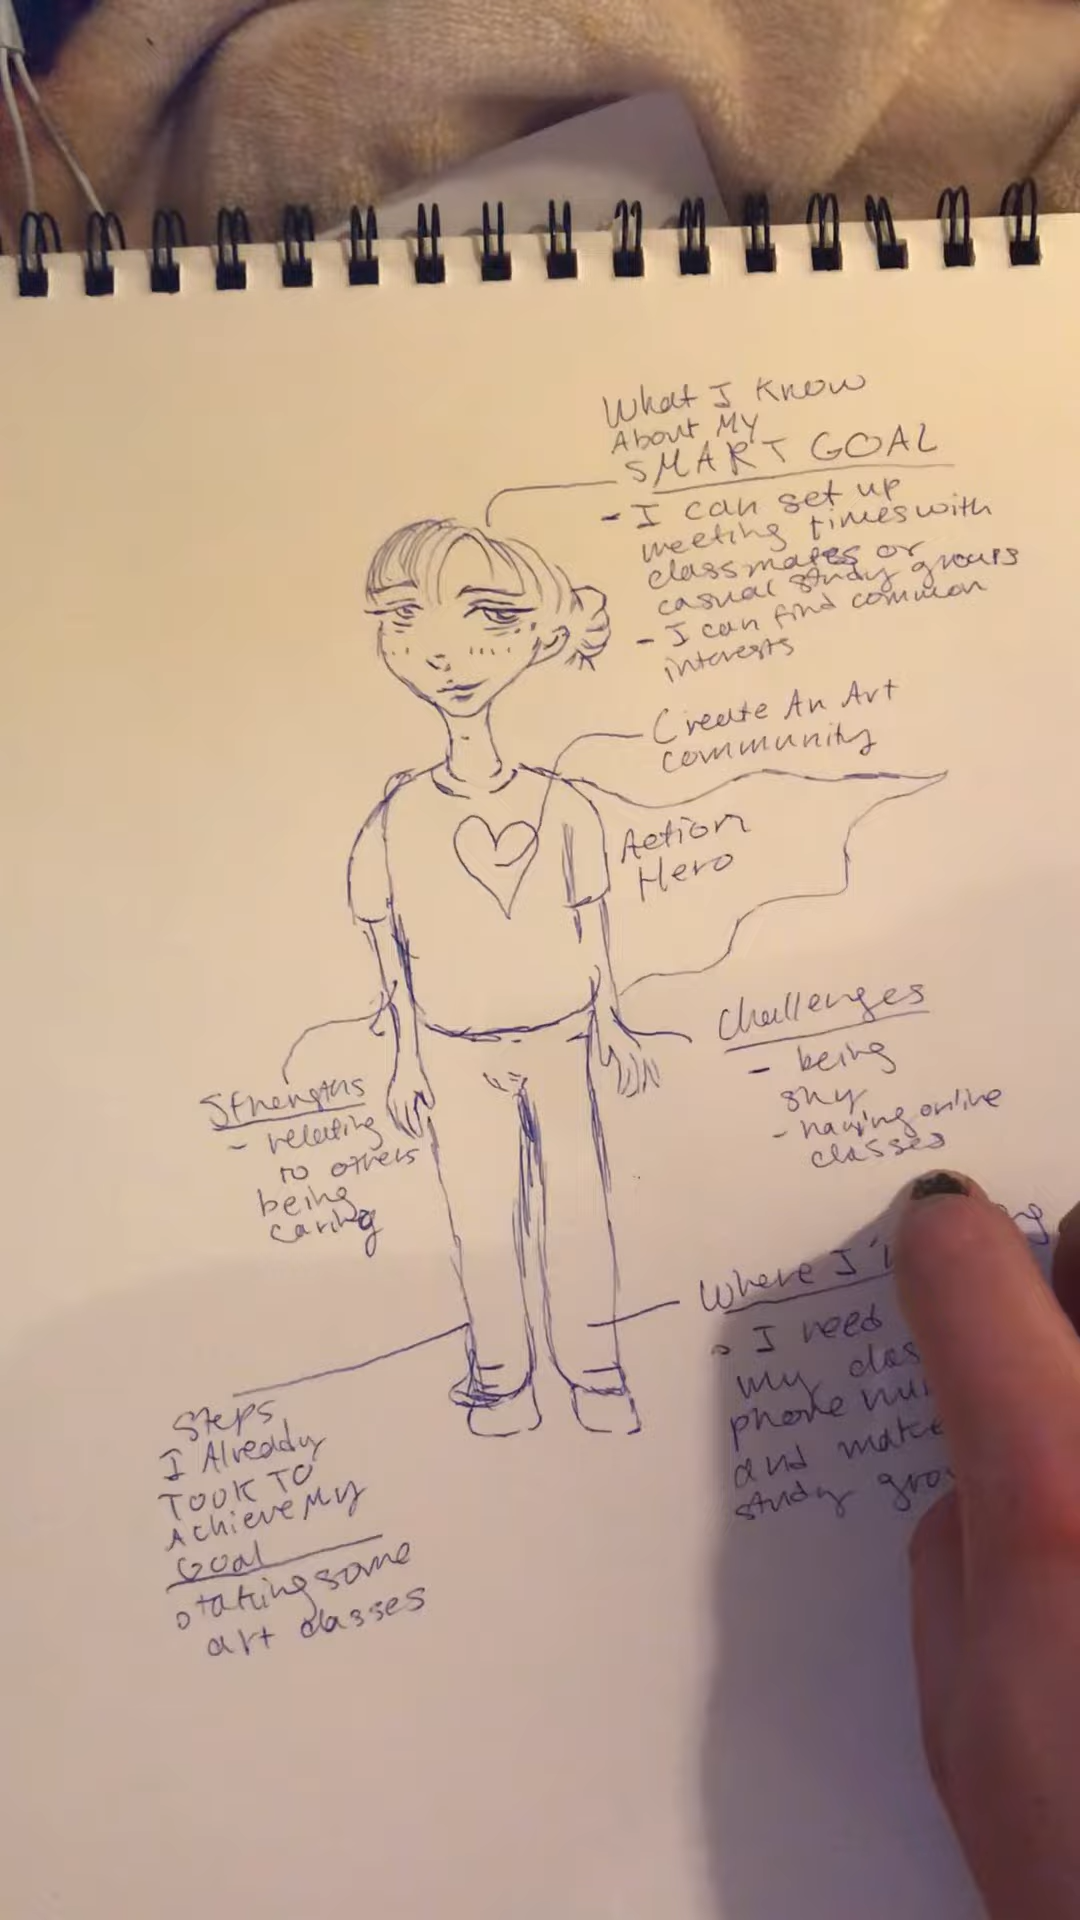 What I Know
About My
SMART GOAL
- I can set up
meeting times with
classmates or
casual study groups
- I can find common
interests
Create An Art
community
Action
Hero
Challenges
- being
shy
- having online
classes
Strengths
- relating
to others
being
caring
Where I'
o I need
my
phone
and make
study
Steps
I Already
TOOK TO
Achieve My
Goal
o taking some
art classes